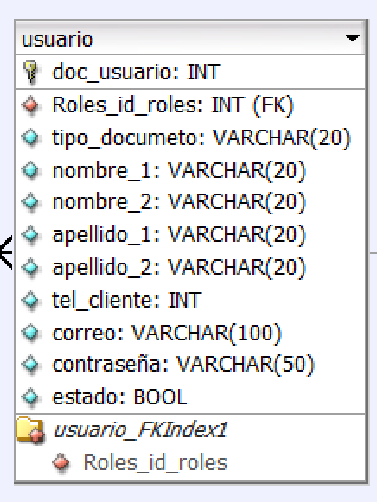 usuario
doc_usuario: INT
Roles_id_roles: INT (FK)
tipo_documeto: VARCHAR(20)
nombre_1: VARCHAR(20)
nombre_2: VARCHAR(20)
apellido_1: VARCHAR(20)
apellido_2: VARCHAR(20)
tel_cliente: INT
correo: VARCHAR(100)
contraseña: VARCHAR(50)
estado: BOOL
usuario_FKIndex1
Roles_id_roles